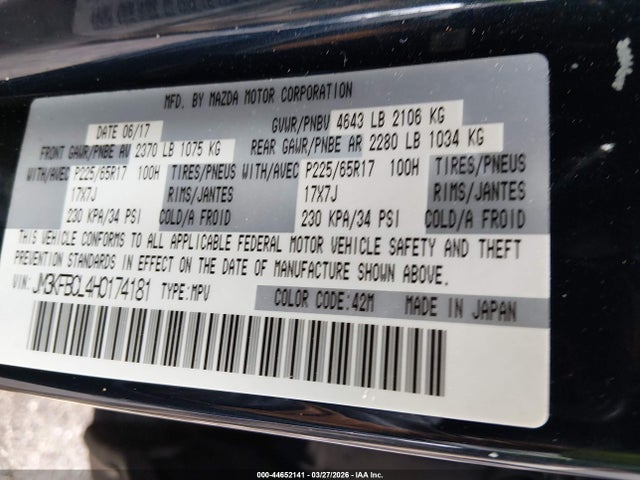 MFD. BY MAZDA MOTOR CORPORATION
DATE 06/17 GVWR/PNBV 4643 LB 2106 KG
FRONT GAWR/PNBE AV 2370 LB 1075 KG REAR GAWR/PNBE AR 2280 LB 1034 KG
WITH/AVEC P225/65R17 100H TIRES/PNEUS WITH/AVEC P225/65R17 100H TIRES/PNEUS
17X7J RIMS/JANTES 17X7J RIMS/JANTES
230 KPA/34 PSI COLD/A FROID 230 KPA/34 PSI COLD/A FROID
THIS VEHICLE CONFORMS TO ALL APPLICABLE FEDERAL MOTOR VEHICLE SAFETY AND THEFT
PREVENTION STANDARDS IN EFFECT ON THE DATE OF MANUFACTURE SHOWN ABOVE.
VIN: JM3KFBCL4H0174181 TYPE:MPV COLOR CODE:42M MADE IN JAPAN
000-44652141 - 03/27/2026 - IAA Inc.